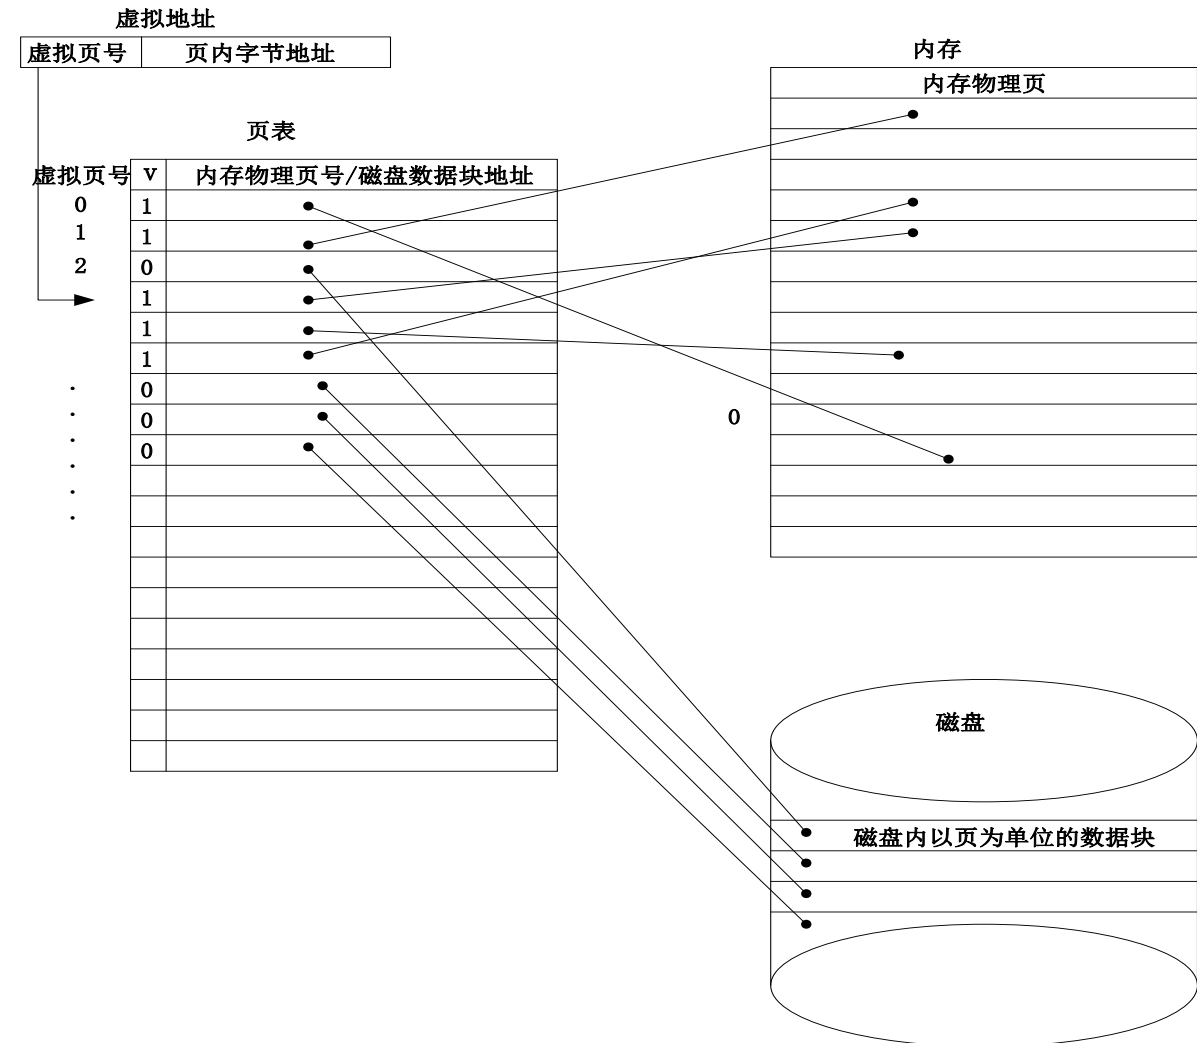 虚拟地址
虚拟页号 页内字节地址
内存
内存物理页
页表
虚拟页号 v 内存物理页号/磁盘数据块地址
0 1
1 1
2 0
1
1
1
0
0
0
0
磁盘
磁盘内以页为单位的数据块